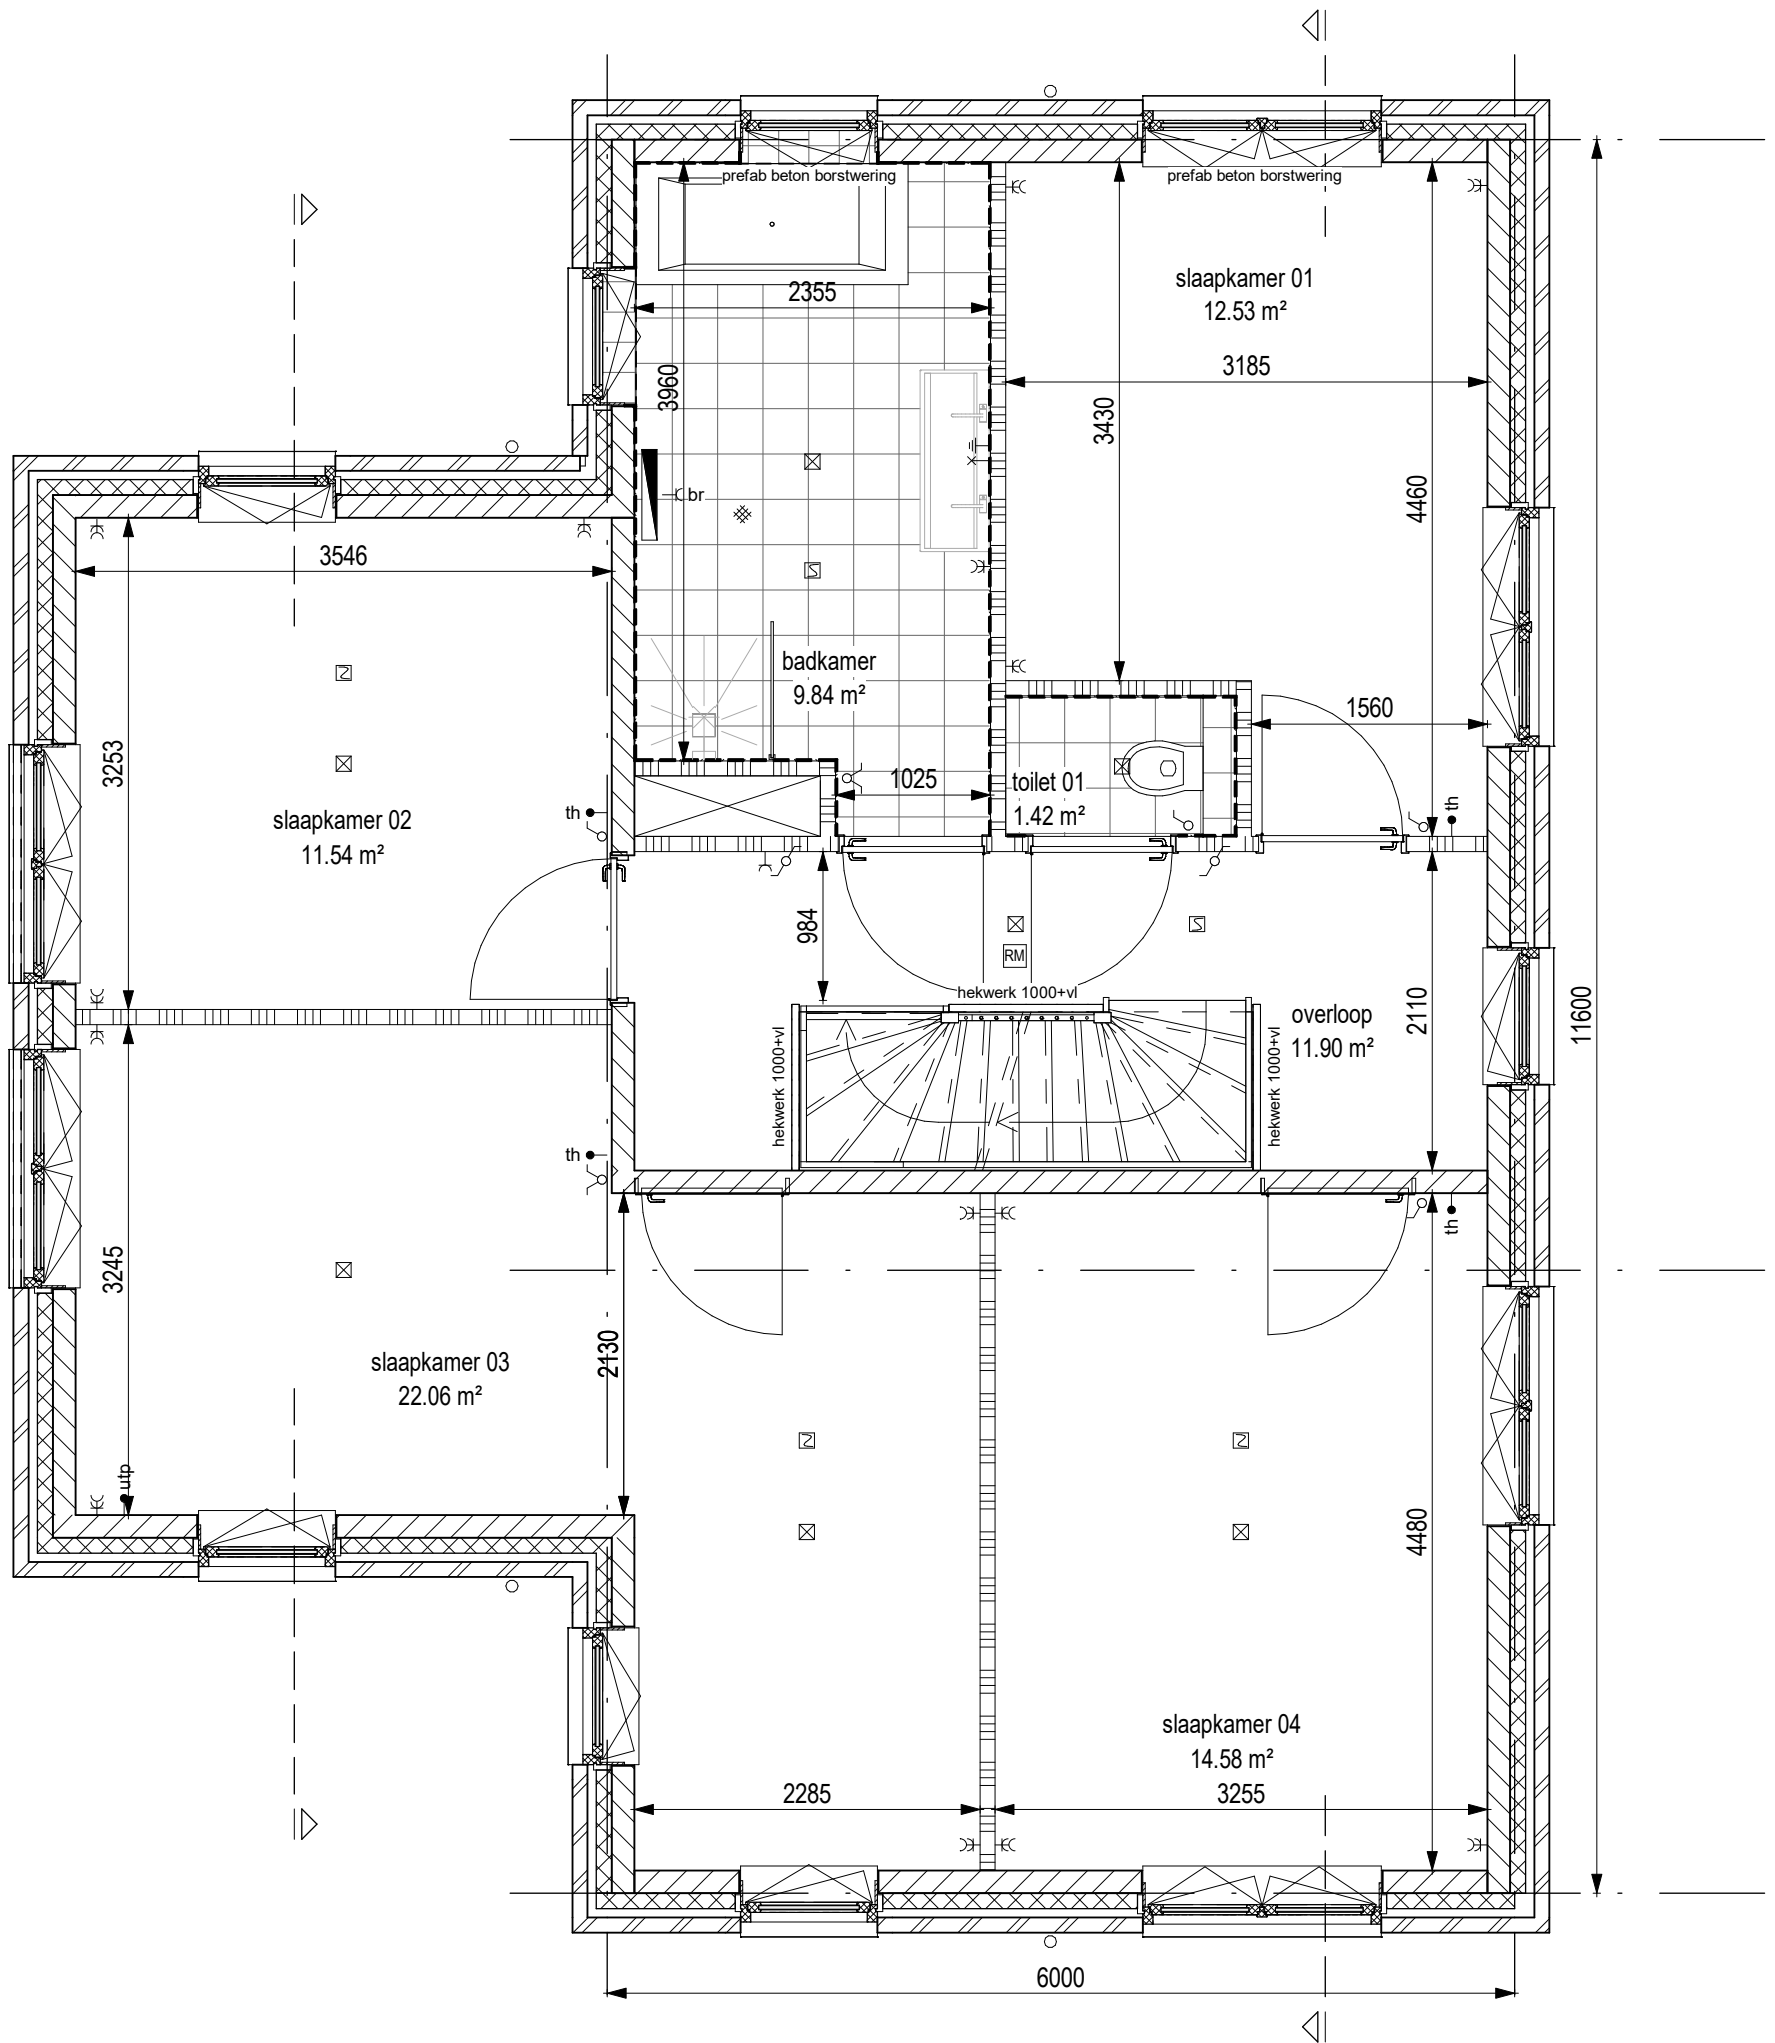 prefab beton borstwering
prefab beton borstwering
slaapkamer 01
12.53 m²
2355
3185
3960
3430
4460
br
3546
badkamer
9.84 m²
1560
3253
1025
toilet 01
1.42 m²
th
th
slaapkamer 02
11.54 m²
984
RM
hekwerk 1000+vl
overloop
11.90 m²
2110
11600
hekwerk 1000+vl
hekwerk 1000+vl
th
th
3245
2130
slaapkamer 03
22.06 m²
utp
4480
slaapkamer 04
14.58 m²
2285
3255
6000